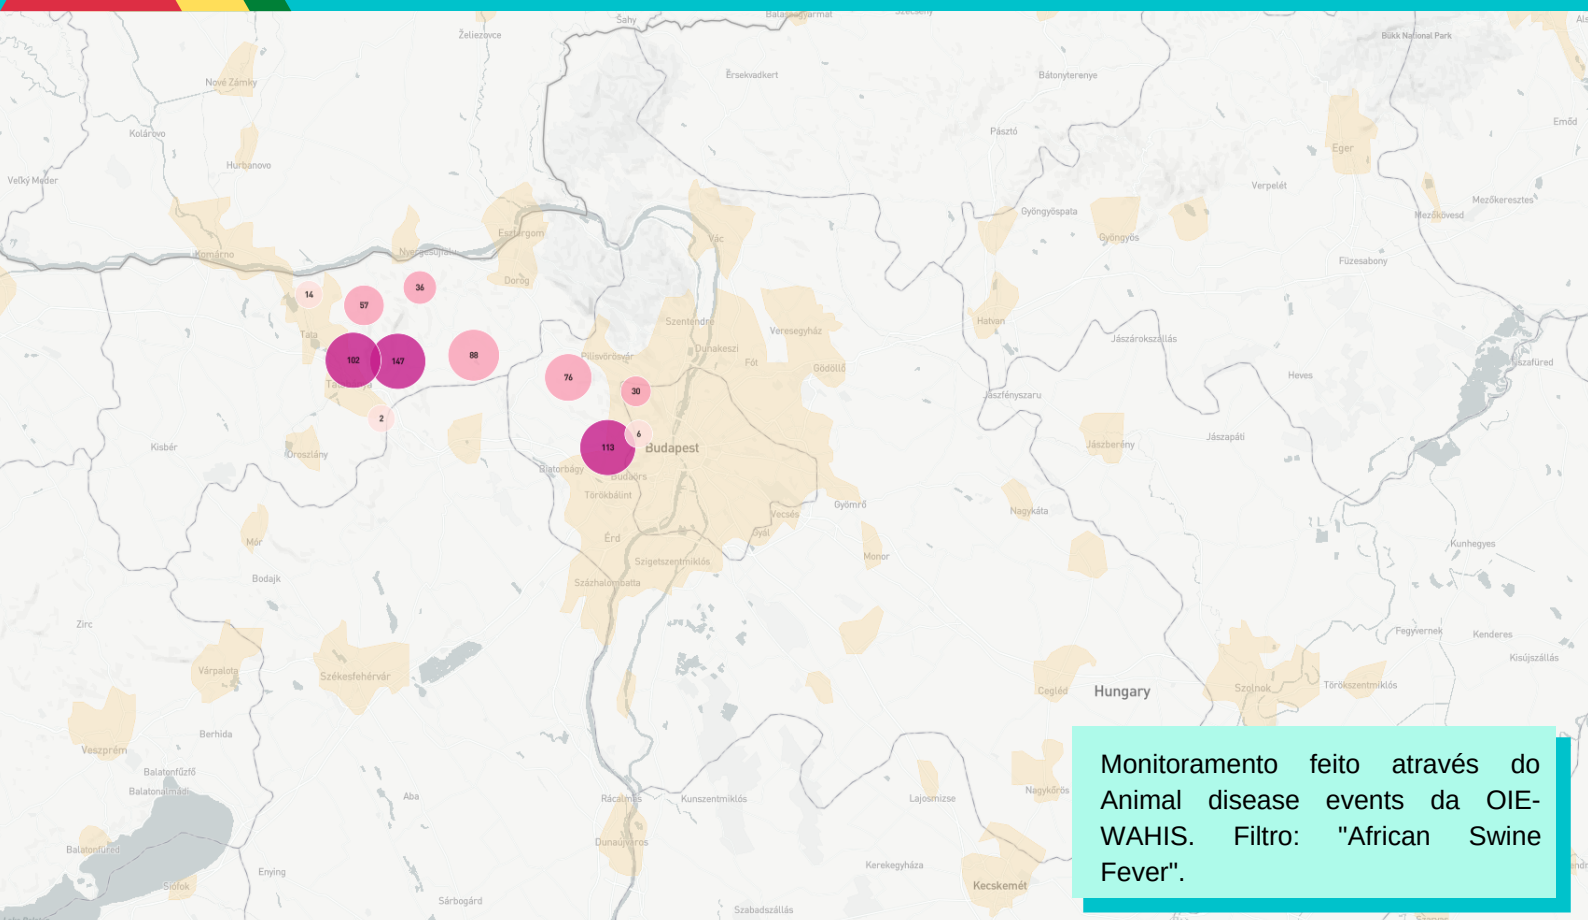 Šahy
Želiezovce
Bükk National Park
Érsekvadkert
Bátonyterenye
Nové Zámky
Emőd
Kolárovo
Pásztó
Eger
Hurbanovo
Veľký Meder
Verpelét
Mezőkeresztes
Gyöngyöspata
Mezőkövesd
Esztergom
Vác
Gyöngyös
Komárno
Nyergesújfalu
Füzesabony
Dorog
36
14
57
Szentendre
Hatvan
Veresegyház
Tata
Jászárokszállás
Dunakeszi
Pilisvörösvár
102
147
88
Fót
Gödöllő
Heves
76
30
Jászfényszaru
2
6
Jászapáti
Kisbér
113
Budapest
Jászberény
Oroszlány
Biatorbágy
Budaörs
Törökbálint
Gyömrő
Nagykáta
Vecsés
Gyál
Érd
Mór
Kunhegyes
Monor
Szigetszentmiklós
Bodajk
Százhalombatta
Zirc
Fegyvernek
Kenderes
Kisújszállás
Várpalota
Székesfehérvár
Törökszentmiklós
Szolnok
Cegléd
Hungary
Berhida
Veszprém
Balatonfűzfő
Balatonalmádi
Nagykőrös
Aba
Rácalmás
Kunszentmiklós
Lajosmizse
Dunaújváros
Balatonfüred
Kerekegyháza
Enying
Siófok
Kecskemét
Sárbogárd
Szabadszállás
Monitoramento feito através do
Animal disease events da OIE-
WAHIS. Filtro: "African Swine
Fever".